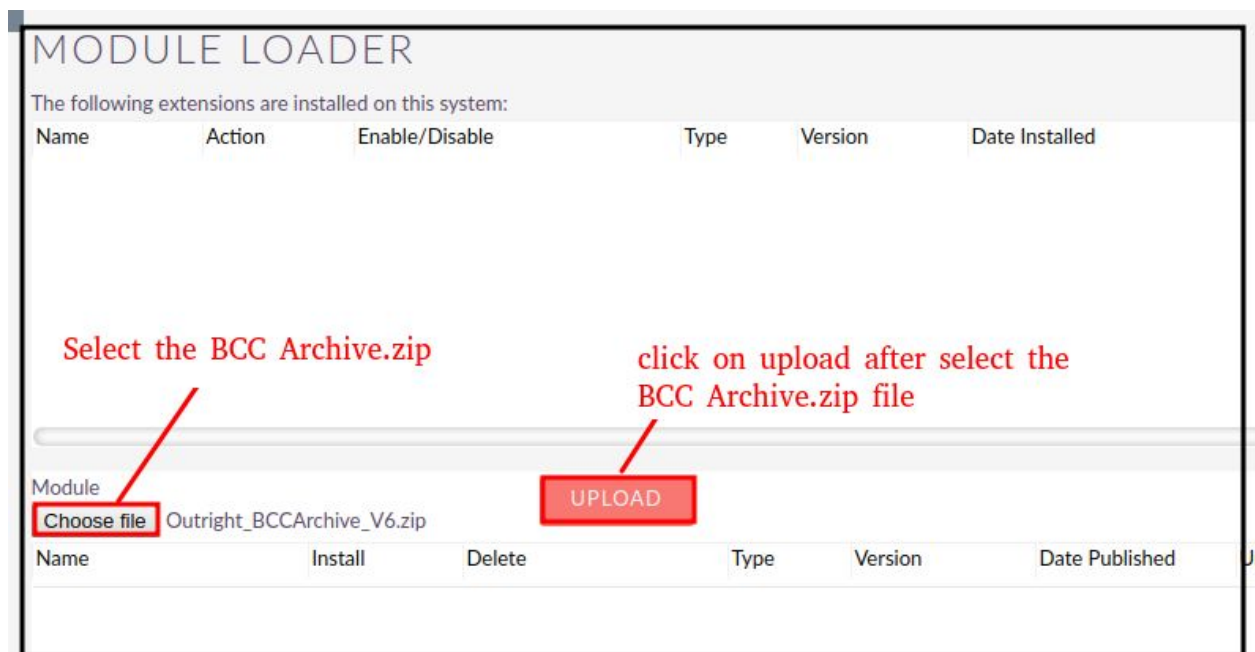 MODULE LOADER
The following extensions are installed on this system:
Name Action Enable/Disable Type Version Date Installed
Select the BCC Archive.zip
click on upload after select the
BCC Archive.zip file
Module
UPLOAD
Choose file Outright_BCCArchive_V6.zip
Name Install Delete Type Version Date Published